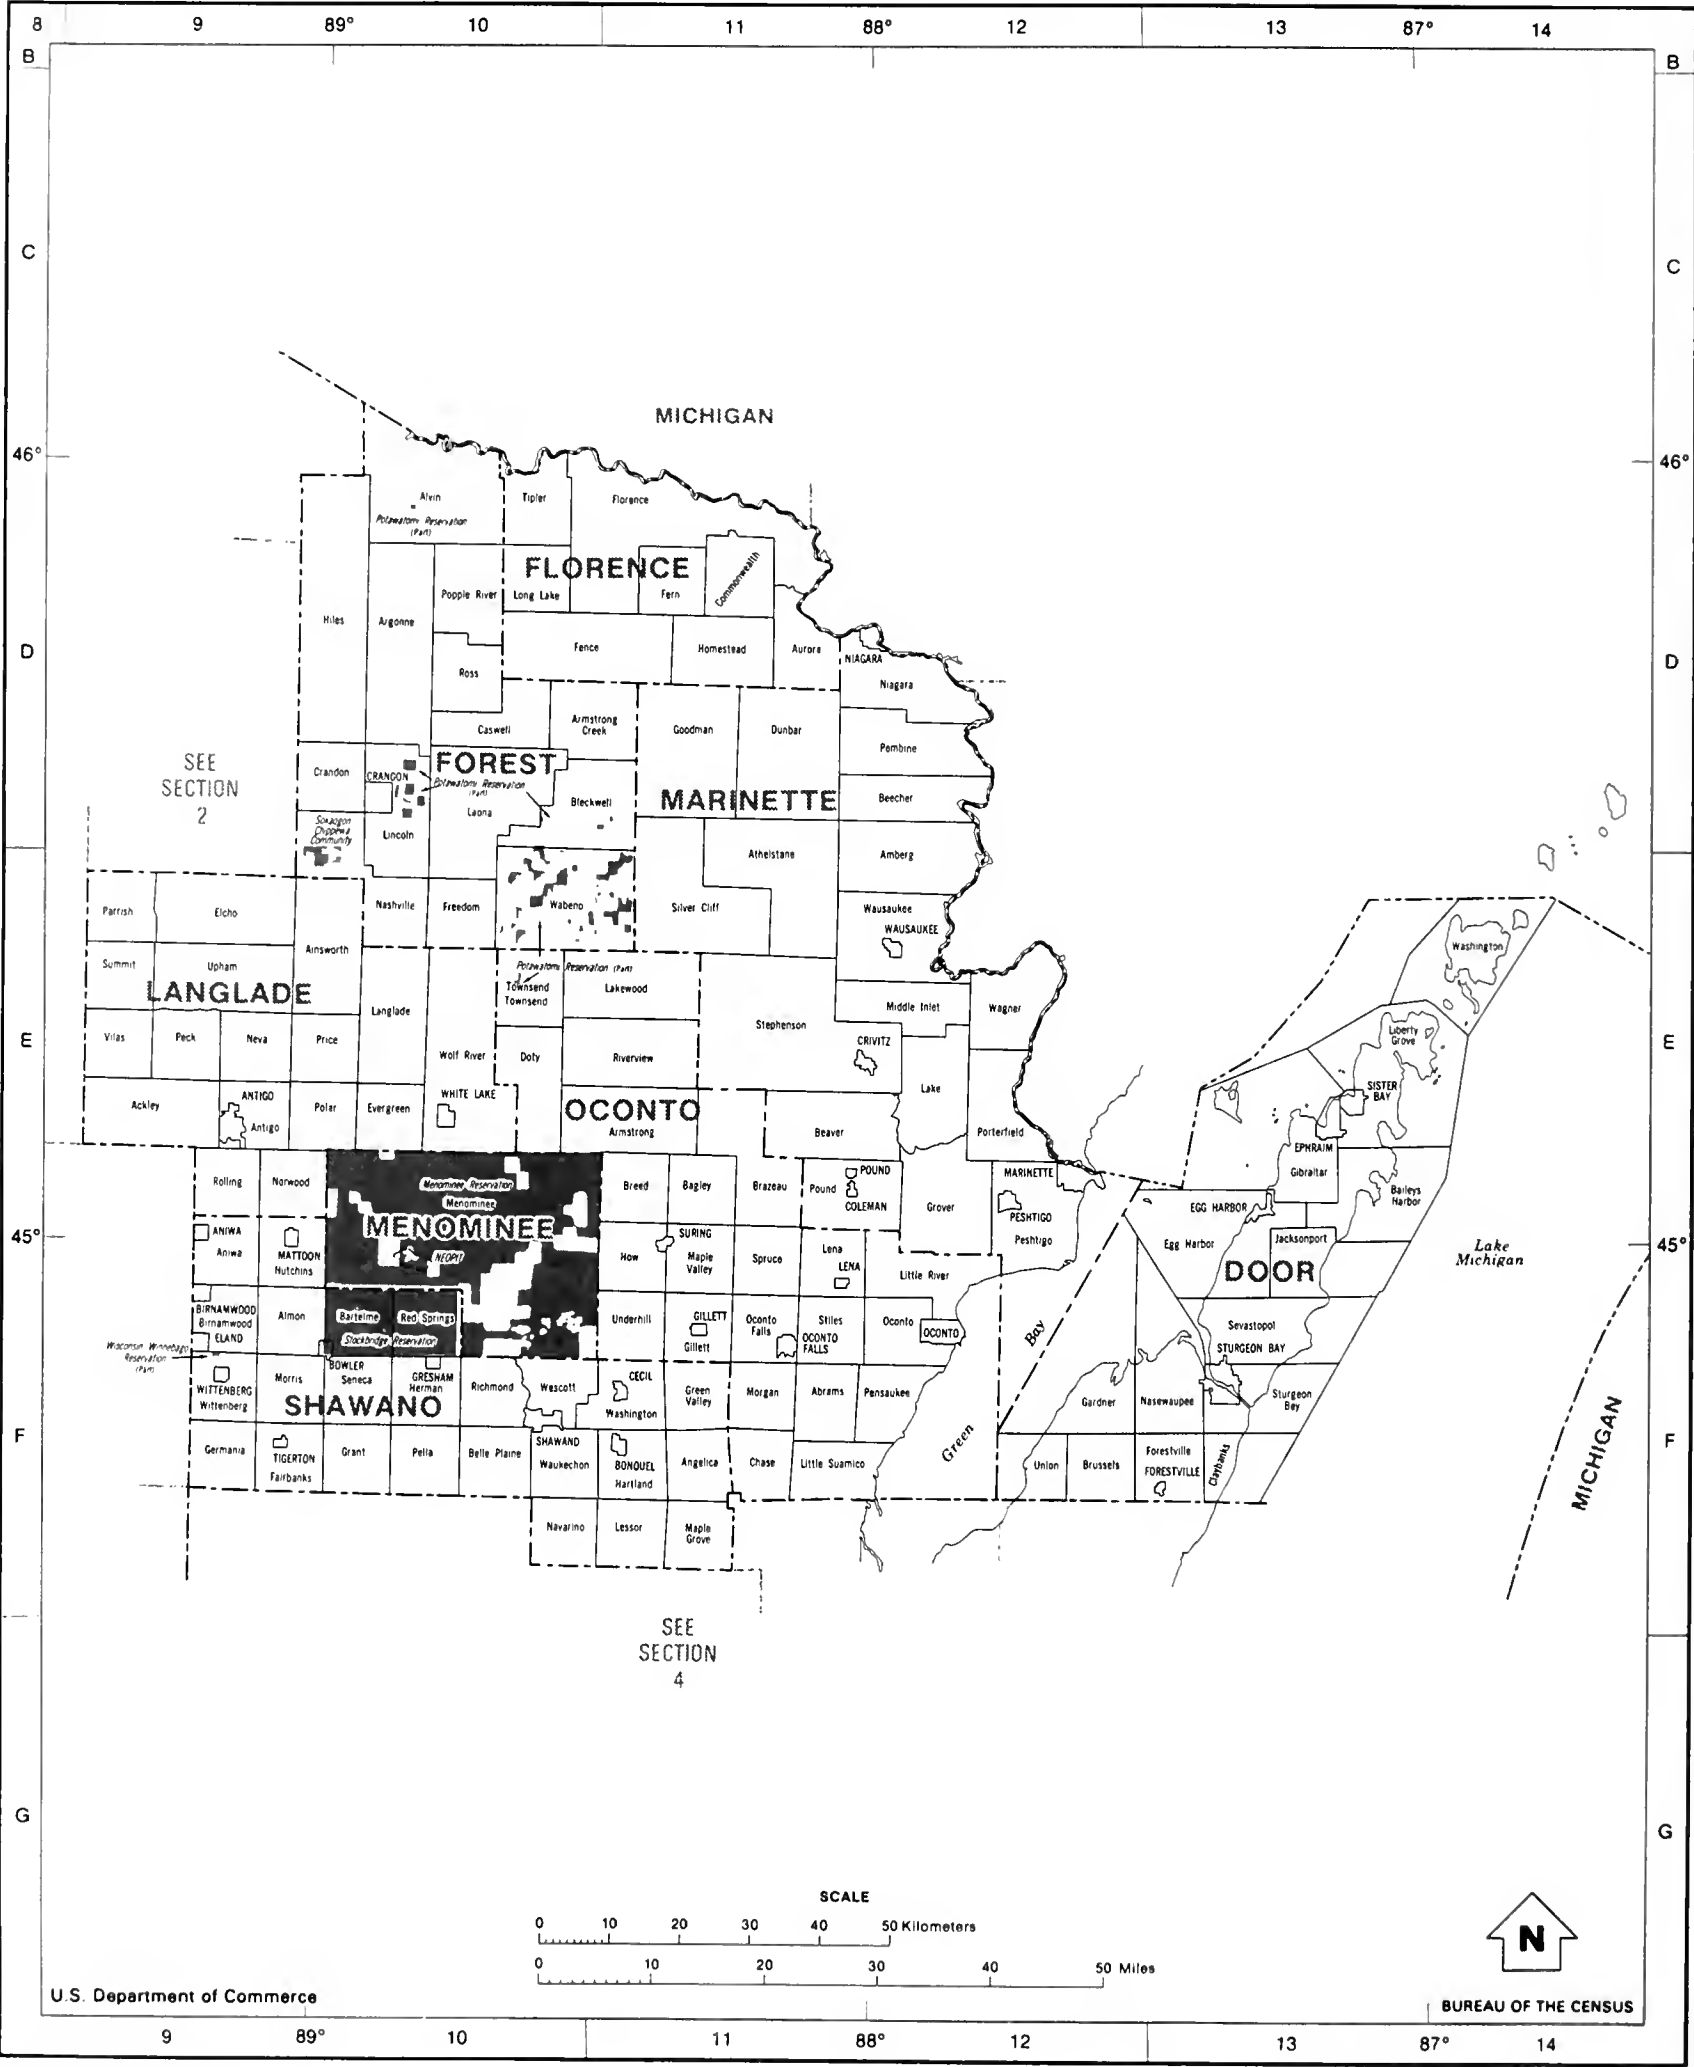 8 9 89° 10 11 88° 12 13 87° 14
B B
C C
MICHIGAN
46° 46°
Alvin Tipler Florence
Potawatomi Reservation
(Part)
FLORENCE
Commonwealth
Popple River Long Lake Fern
Hiles Argonne
D D
Fence Homestead Aurora
NIAGARA
Ross
Niagara
Armstrong
Creek
Caswell Goodman Dunbar
Pembine
SEE
SECTION
2
FOREST
Crandon CRANGON
Potawatomi Reservation
(Part)
MARINETTE
Beecher
Blackwell
Laona
Sokaogon
Chippewa
Community
Lincoln
Athelstane Amberg
Parrish Elcho Nashville Freedom Wabeno Silver Cliff Wausaukee
WAUSAUKEE
Washington
Ainsworth
Summit Upham
Potawatomi Reservation (Part)
LANGLADE
Townsend
Townsend
Lakewood
Langlade
Middle Inlet Wagner
Stephenson
Liberty
Grove
Vilas Peck Neva Price
E E
CRIVITZ
Wolf River Doty Riverview
Lake
SISTER
BAY
WHITE LAKE
ANTIGO
Ackley Polar Evergreen
OCONTO
Antigo
Armstrong Beaver Porterfield
EPHRAIM
Gibraltar
Rolling Norwood
Menominee Reservation
Menominee
Breed Bagley Brazeau Pound
POUND
COLEMAN
Grover
MARINETTE
PESHTIGO
Peshtigo
Baileys
Harbor
EGG HARBOR
MENOMINEE
45° 45°
ANIWA
Aniwa
MATTOON
Hutchins
NEOPIT
How
SURING
Maple
Valley
Spruce
Lena
LENA
Little River
Egg Harbor Jacksonport
DOOR
Lake
Michigan
BIRNAMWOOD
Birnamwood
ELAND
Almon
Bartelme Red Springs
Stockbridge Reservation
Underhill
GILLETT
Gillett
Oconto
Falls
Stiles
OCONTO
FALLS
Oconto
OCONTO
Bay
Sevastopol
STURGEON BAY
Wisconsin Winnebago
Reservation
(Part)
BOWLER
Seneca
GRESHAM
Herman
Richmond Wescott
CECIL
Washington
Green
Valley
Morgan Abrams Pensaukee
Gardner Nasewaupee
Sturgeon
Bay
WITTENBERG
Wittenberg
Morris
SHAWANO
F F
Green
Germania
TIGERTON
Fairbanks
Grant Pella Belle Plaine
SHAWANO
Waukechon
BONDUEL
Hartland
Angelica Chase Little Suamico
Union Brussels
Forestville
FORESTVILLE
Claybanks
MICHIGAN
Navarino Lessor
Maple
Grove
SEE
SECTION
4
G G
SCALE
0 10 20 30 40 50 Kilometers
0 10 20 30 40 50 Miles
N
U.S. Department of Commerce
BUREAU OF THE CENSUS
9 89° 10 11 88° 12 13 87° 14